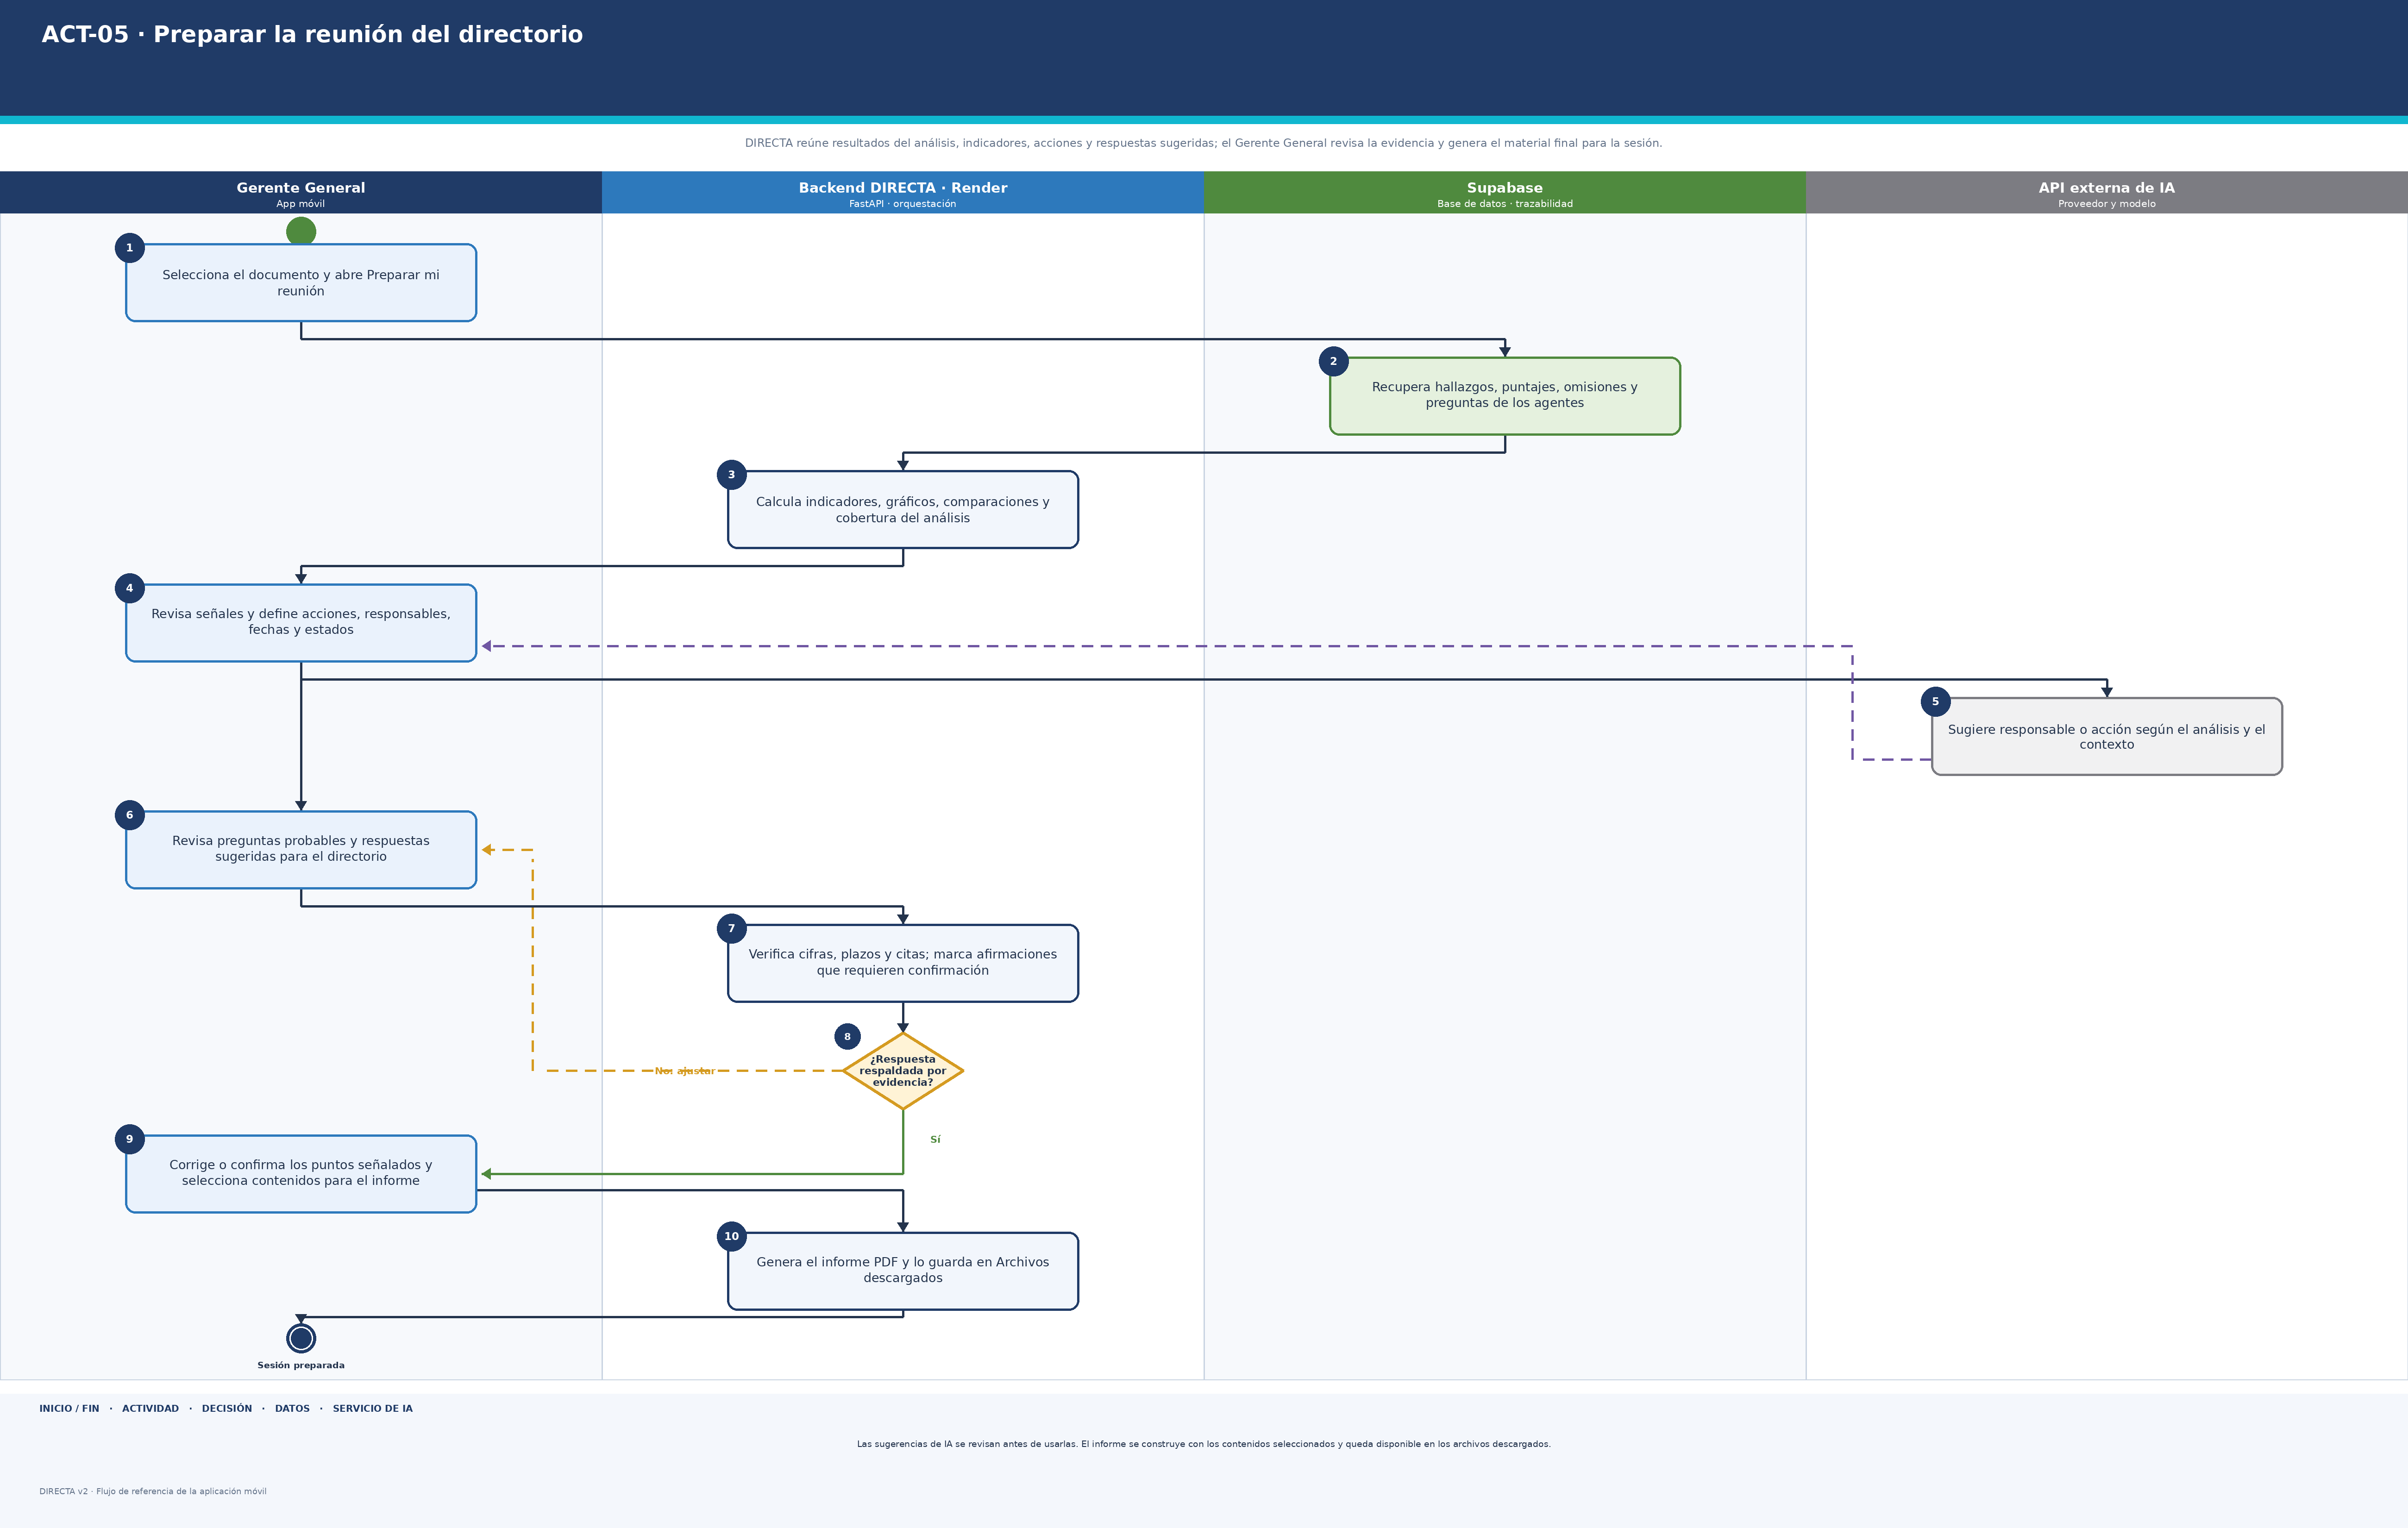 ACT-05 · Preparar la reunión del directorio
DIRECTA reúne resultados del análisis, indicadores, acciones y respuestas sugeridas; el Gerente General revisa la evidencia y genera el material final para la sesión.
Gerente General
App móvil
Backend DIRECTA · Render
FastAPI · orquestación
Supabase
Base de datos · trazabilidad
API externa de IA
Proveedor y modelo
1
Selecciona el documento y abre Preparar mi
reunión
2
Recupera hallazgos, puntajes, omisiones y
preguntas de los agentes
3
Calcula indicadores, gráficos, comparaciones y
cobertura del análisis
4
Revisa señales y define acciones, responsables,
fechas y estados
5
Sugiere responsable o acción según el análisis y el
contexto
6
Revisa preguntas probables y respuestas
sugeridas para el directorio
7
Verifica cifras, plazos y citas; marca afirmaciones
que requieren confirmación
8
¿Respuesta
respaldada por
evidencia?
No: ajustar
Sí
9
Corrige o confirma los puntos señalados y
selecciona contenidos para el informe
10
Genera el informe PDF y lo guarda en Archivos
descargados
Sesión preparada
INICIO / FIN · ACTIVIDAD · DECISIÓN · DATOS · SERVICIO DE IA
Las sugerencias de IA se revisan antes de usarlas. El informe se construye con los contenidos seleccionados y queda disponible en los archivos descargados.
DIRECTA v2 · Flujo de referencia de la aplicación móvil